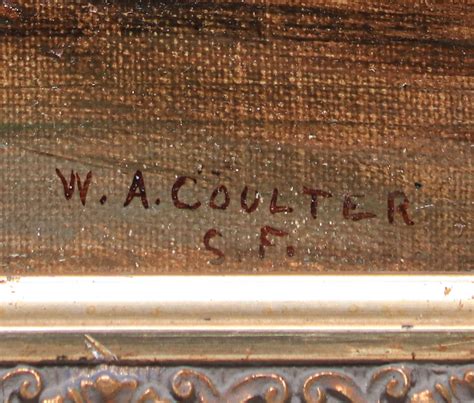 W. A. COULTER
S. F.